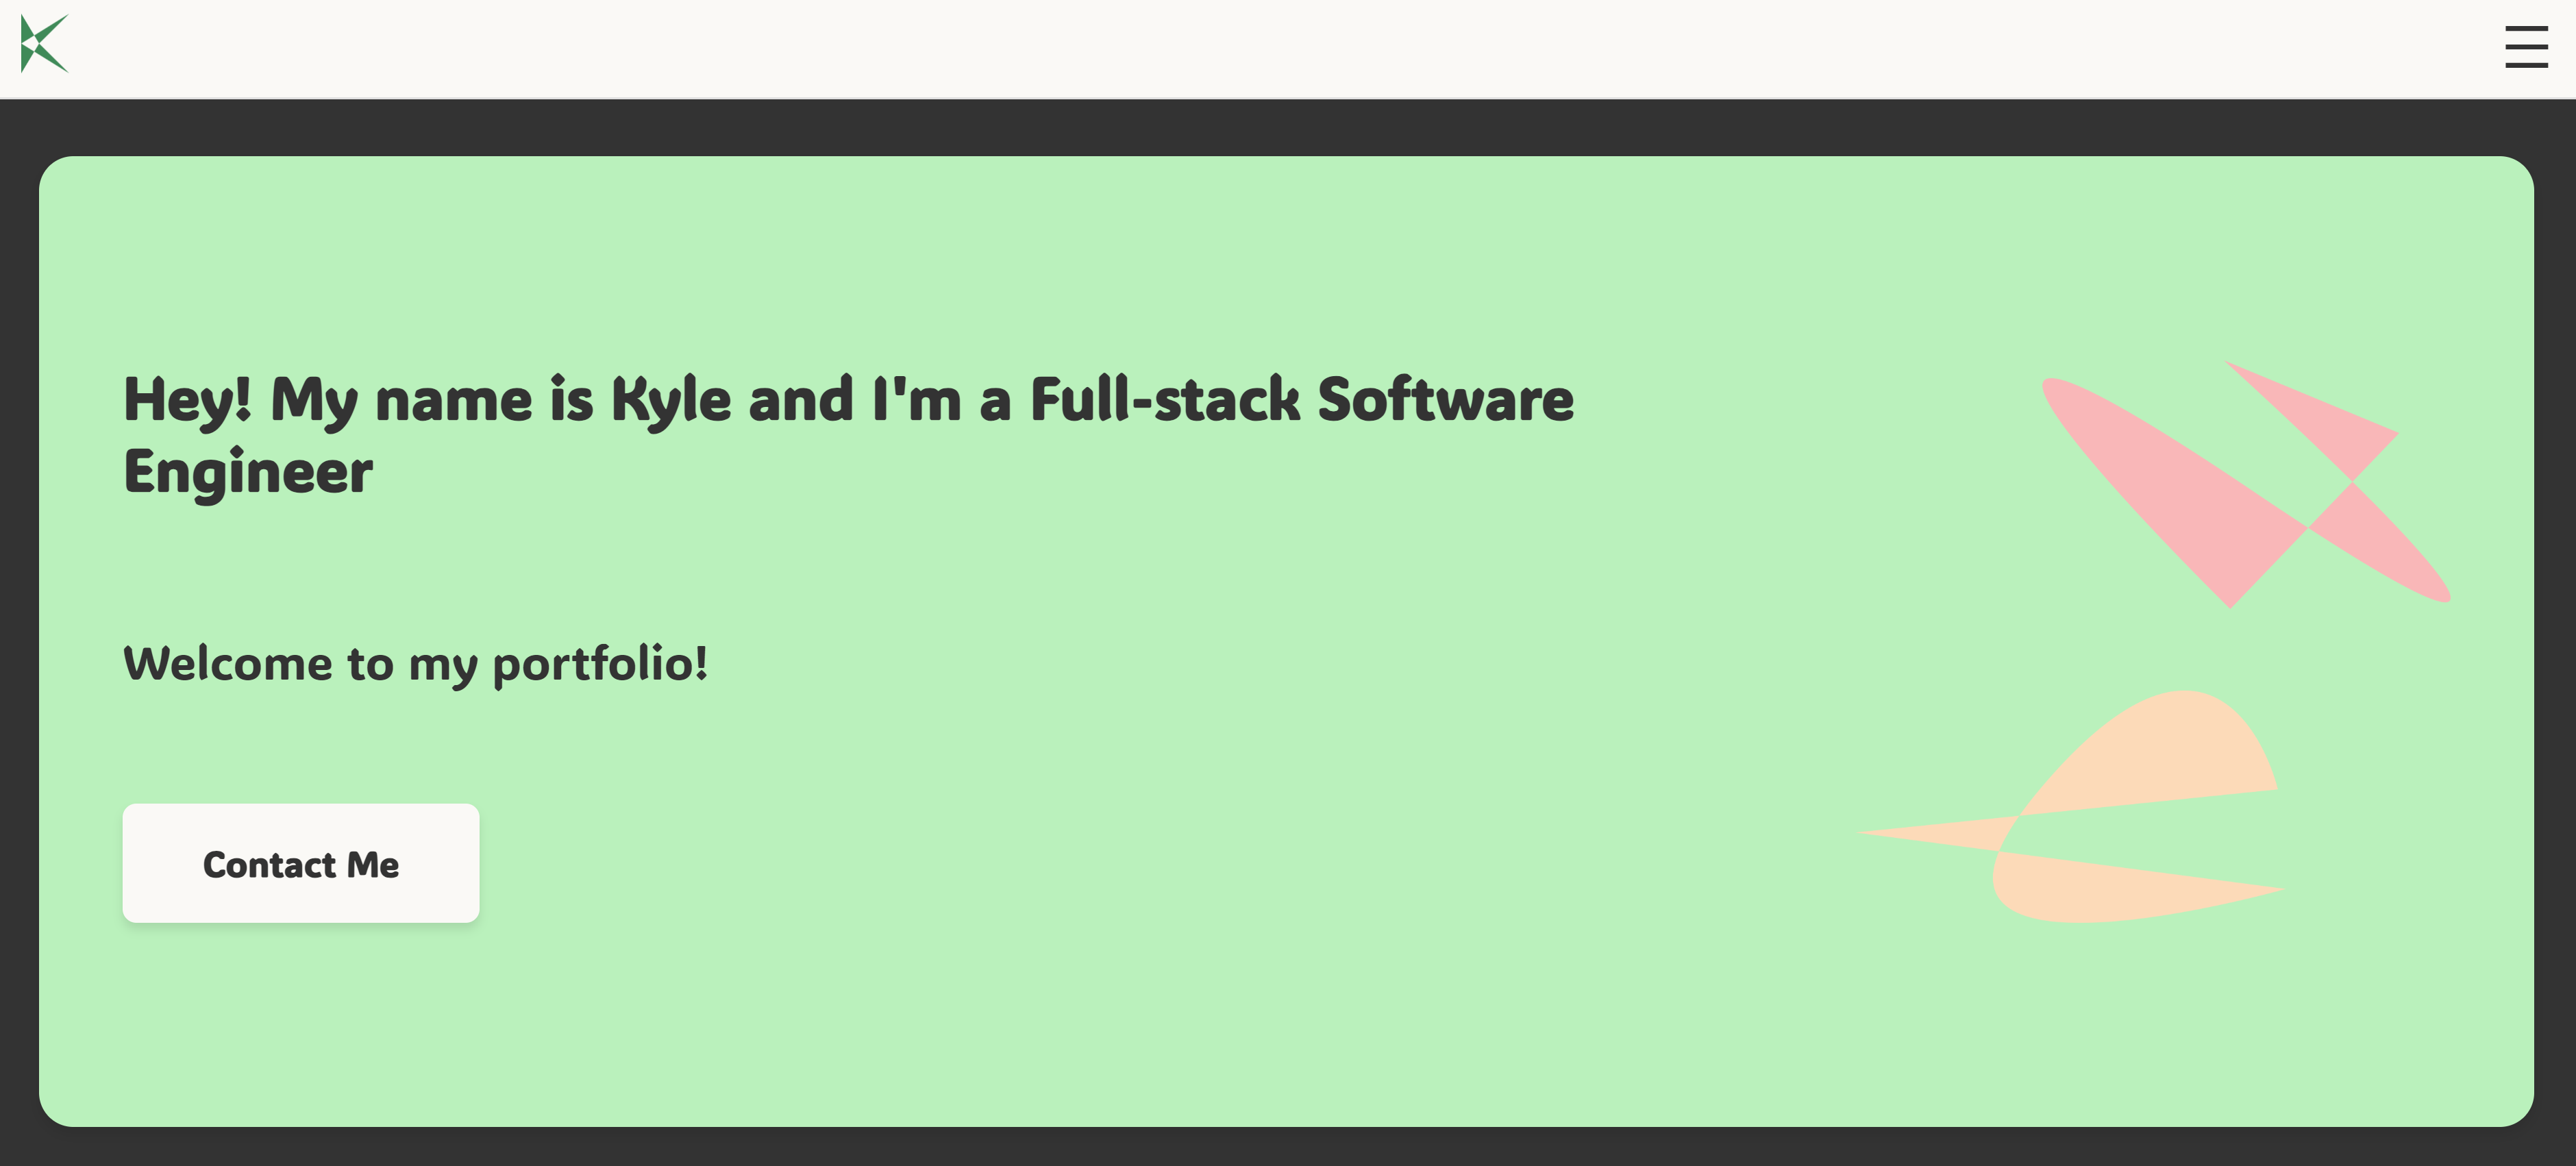 K
Hey! My name is Kyle and I'm a Full-stack Software
Engineer
Welcome to my portfolio!
Contact Me